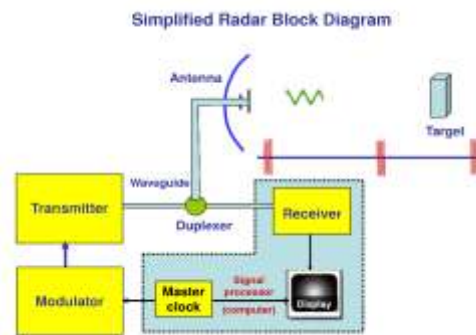 Simplified Radar Block Diagram
Antenna
Target
Waveguide
Transmitter
Duplexer
Receiver
Modulator
Master
clock
Signal
processor
(computer)
Display